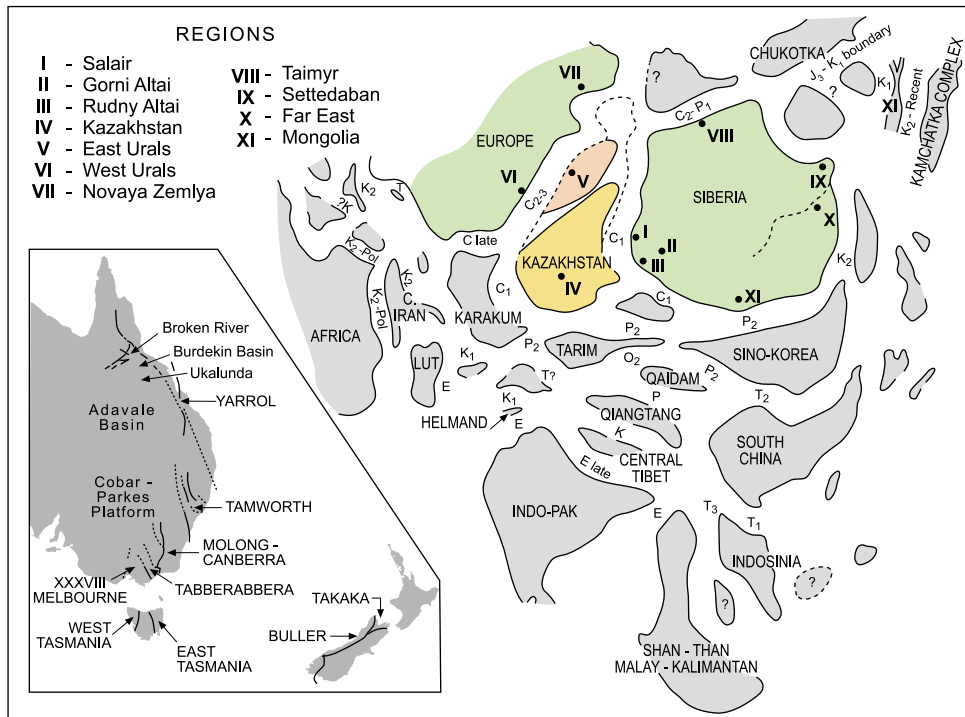 REGIONS
I - Salair
II - Gorni Altai
III - Rudny Altai
IV - Kazakhstan
V - East Urals
VI - West Urals
VII - Novaya Zemlya
VIII - Taimyr
IX - Settedaban
X - Far East
XI - Mongolia
CHUKOTKA
J3 - K1 boundary
?
?
K1
XI
K2 - Recent
KAMCHATKA COMPLEX
VII
EUROPE
C2-P1
VIII
V
VI
C2-3
IX
SIBERIA
X
K2
T
?K
K2-Pol
C late
C1
I
II
III
KAZAKHSTAN
IV
C1
XI
K2
K2-Pol
K2
C.
IRAN
KARAKUM
C1
P2
AFRICA
LUT
E
K1
P2
TARIM
O2
P2
SINO-KOREA
T?
QAIDAM
P2
K1
HELMAND
E
P
QIANGTANG
T2
K
CENTRAL
TIBET
SOUTH
CHINA
E late
INDO-PAK
E
T3
T1
INDOSINIA
?
?
SHAN - THAN
MALAY - KALIMANTAN
Broken River
Burdekin Basin
Ukalunda
YARROL
Adavale
Basin
Cobar -
Parkes
Platform
TAMWORTH
MOLONG -
CANBERRA
XXXVIII
MELBOURNE
TABBERABBERA
WEST
TASMANIA
EAST
TASMANIA
TAKAKA
BULLER